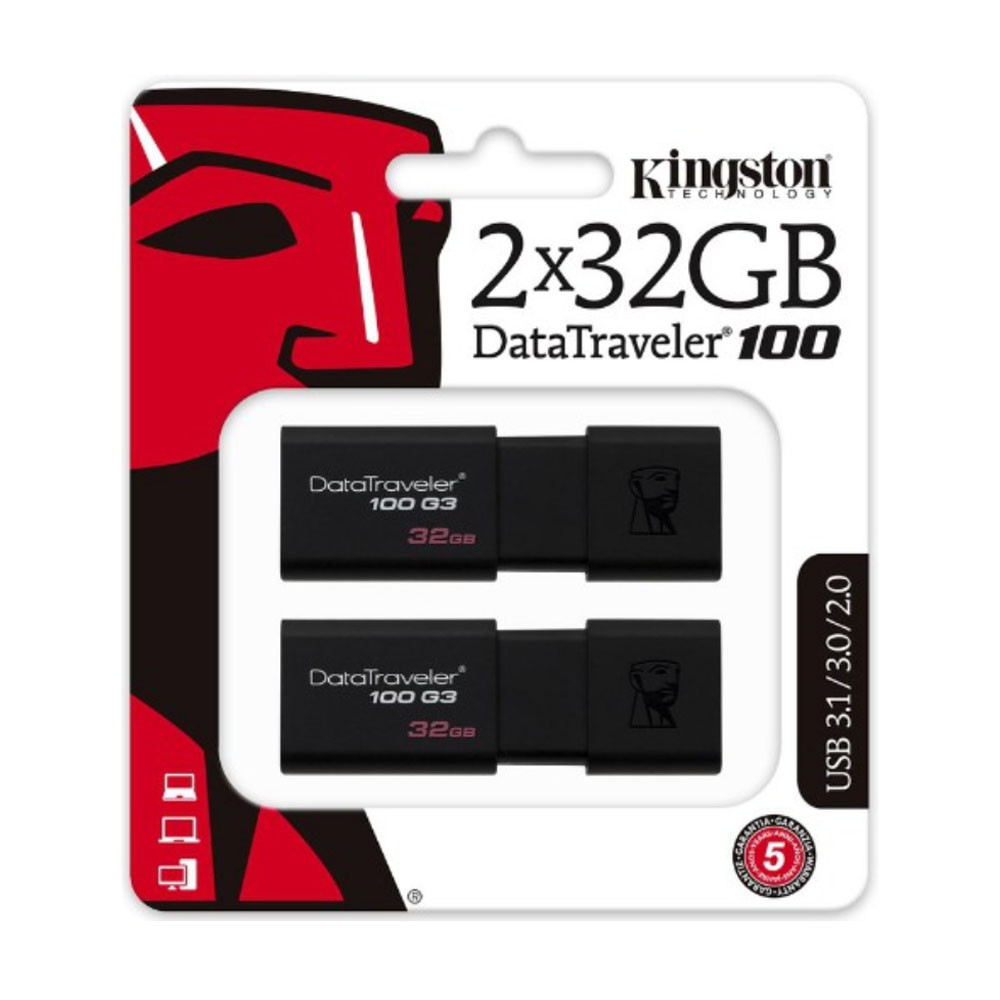 Kingston
TECHNOLOGY
2x32GB
DataTraveler® 100
DataTraveler®
100 G3
32GB
DataTraveler®
100 G3
32GB
USB 3.1/3.0/2.0
5
®